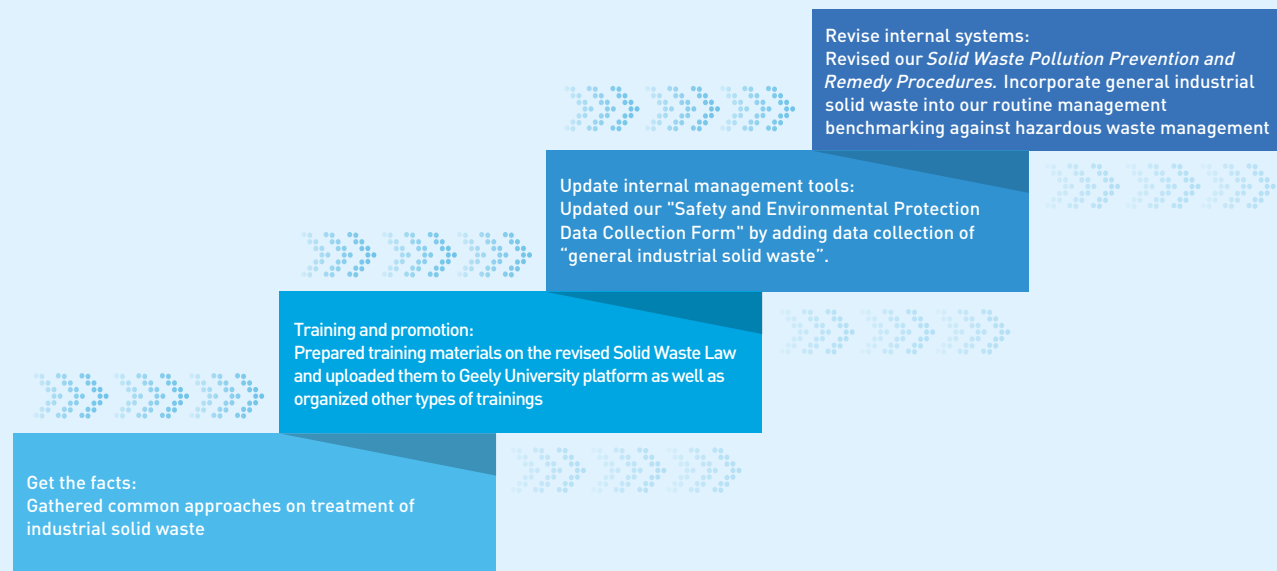 Revise internal systems:
Revised our Solid Waste Pollution Prevention and
Remedy Procedures. Incorporate general industrial
solid waste into our routine management
benchmarking against hazardous waste management
Update internal management tools:
Updated our "Safety and Environmental Protection
Data Collection Form" by adding data collection of
“general industrial solid waste”.
Training and promotion:
Prepared training materials on the revised Solid Waste Law
and uploaded them to Geely University platform as well as
organized other types of trainings
Get the facts:
Gathered common approaches on treatment of
industrial solid waste